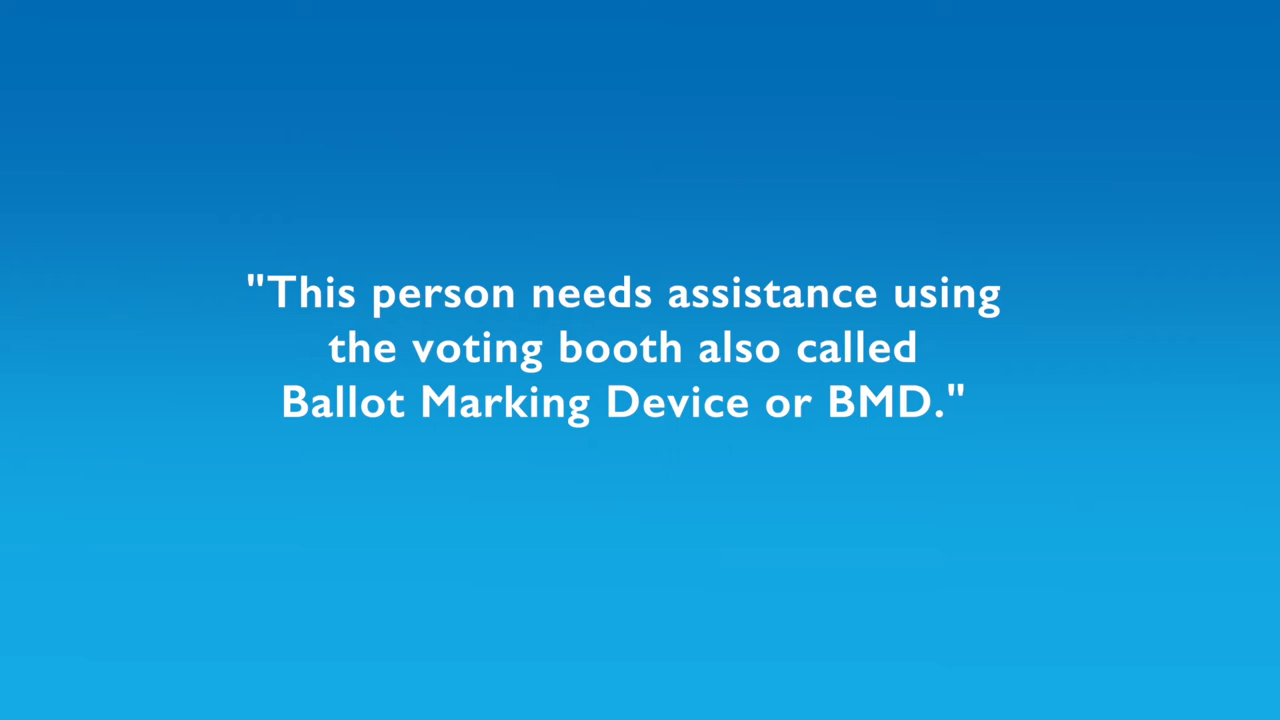 "This person needs assistance using
the voting booth also called
Ballot Marking Device or BMD."